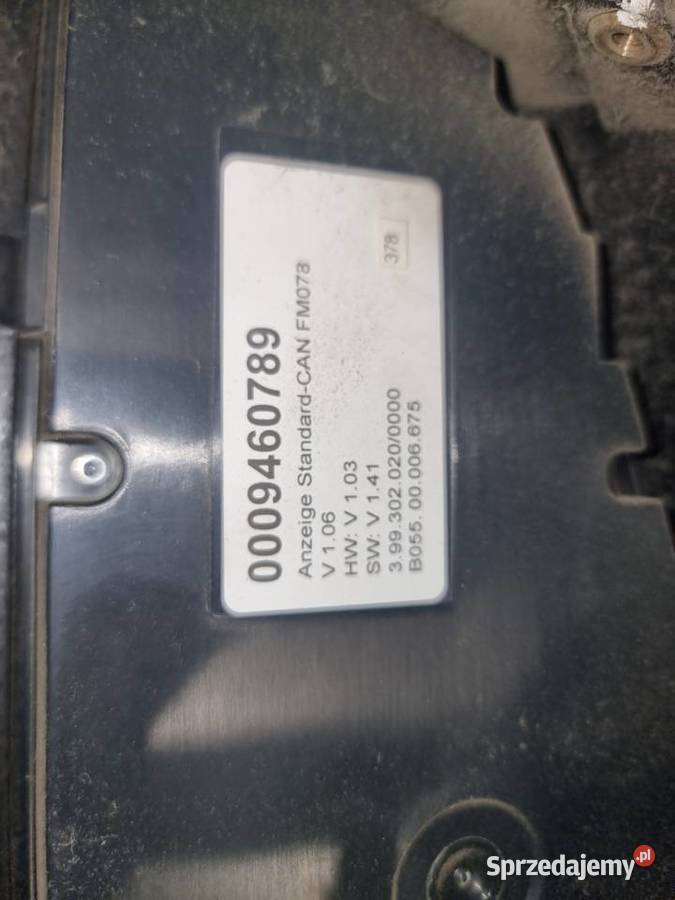 0009460789
Anzeige Standard-CAN FM078
V 1.06
HW: V 1.03
SW: V 1.41
3.99.302.020/0000
B055.00.006.675
378
Sprzedajemy.pl